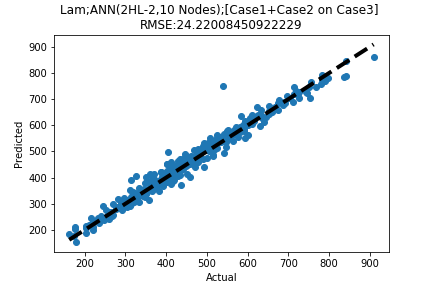 Lam;ANN(2HL-2,10 Nodes);[Case1+Case2 on Case3]
RMSE:24.22008450922229
900
800
700
600
500
400
300
200
Predicted
200 300 400 500 600 700 800 900
Actual